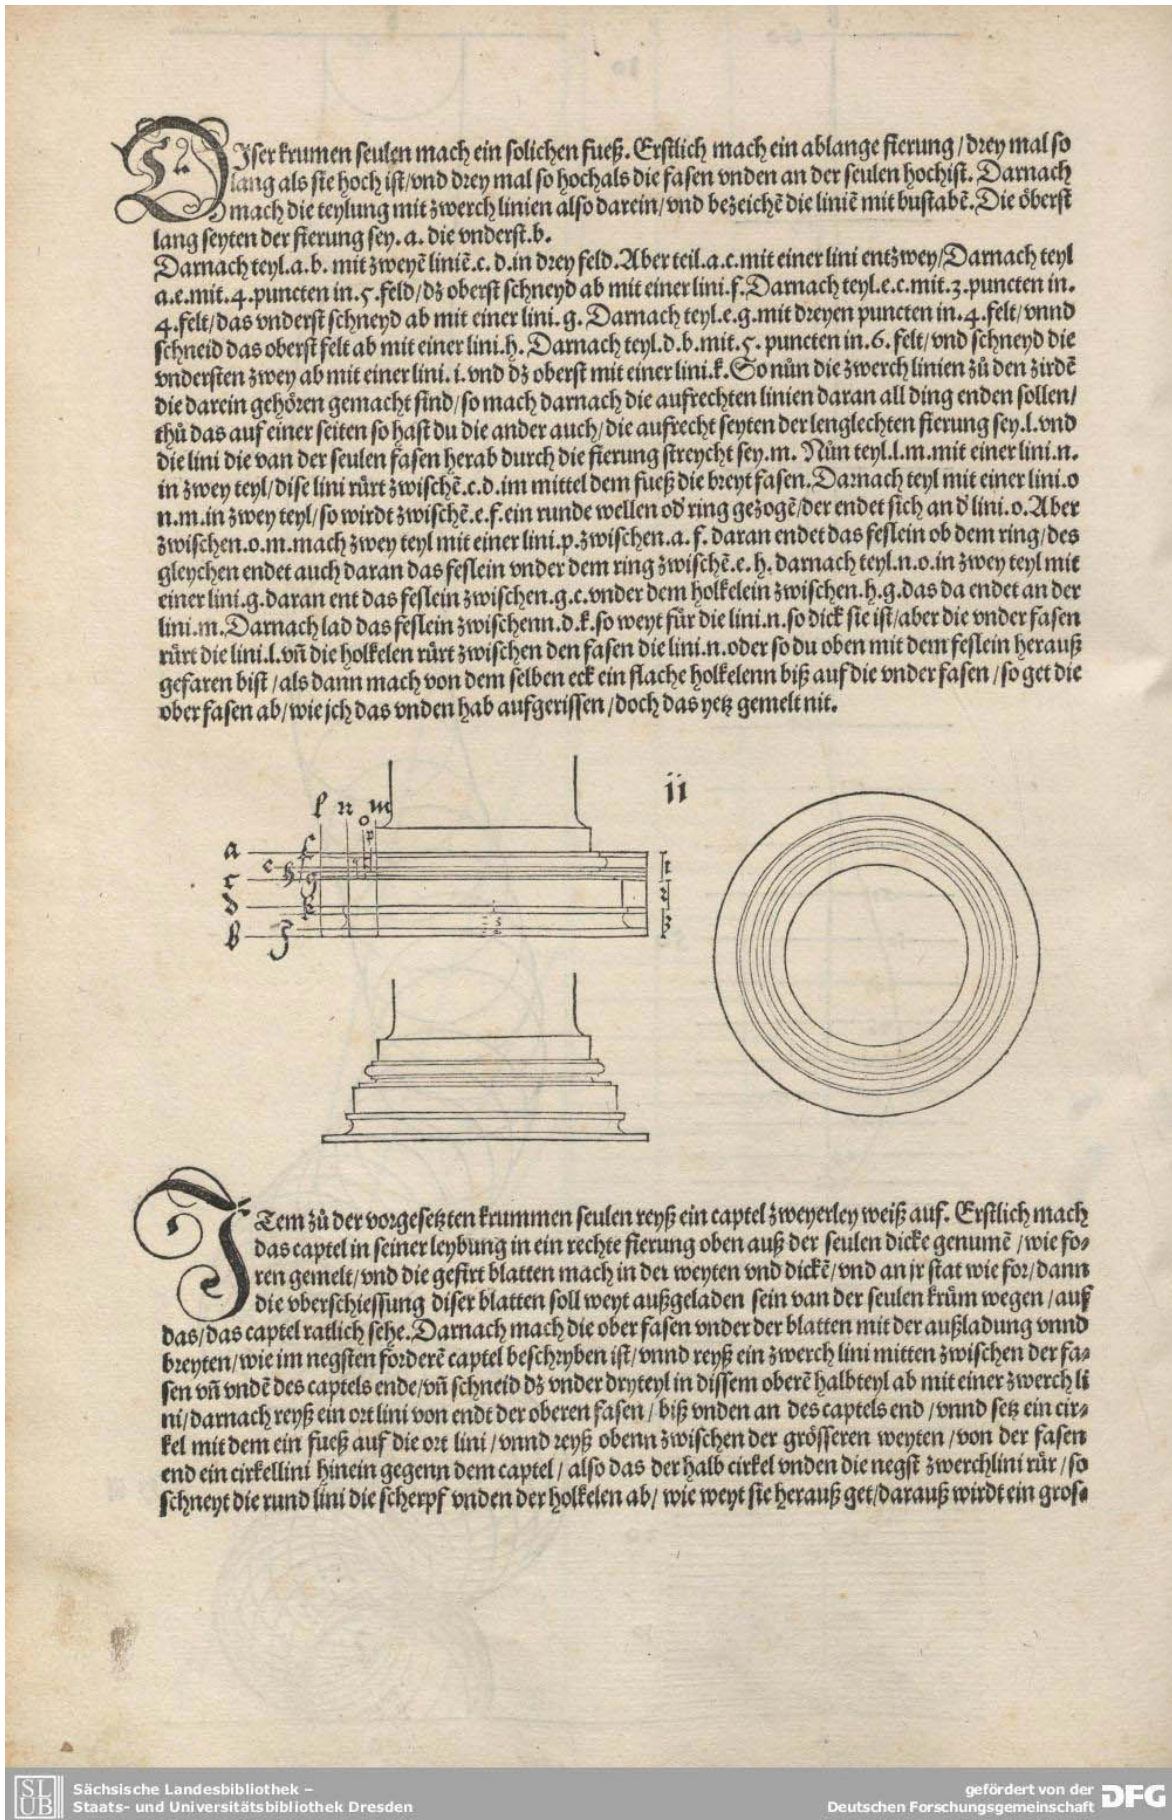 DIser krumen seulen mach ein solichen fueß. Erstlich mach ein ablange fierung / drey mal so
lang als sie hoch ist / vnd drey mal so hoch als die fasen vnden an der seulen hoch ist. Darnach
mach die teylung mit zwerch linien also darein / vnd bezeichē die liniē mit bustabē. Die öberst
lang seyten der fierung sey. a. die vnderst. b.
Darnach teyl. a. b. mit zweyē liniē. c. d. in drey feld. Aber teil. a. c. mit einer lini entzwey / Darnach teyl
a. e. mit. 4. puncten in. 5. feld / dz oberst schneyd ab mit einer lini. f. Darnach teyl. e. c. mit. 3. puncten in.
4. felt / das vnderst schneyd ab mit einer lini. g. Darnach teyl. e. g. mit dreyen puncten in. 4. felt / vnnd
schneid das oberst felt ab mit einer lini. h. Darnach teyl. d. b. mit. 5. puncten in. 6. felt / vnd schneyd die
vndersten zwey ab mit einer lini. i. vnd dz oberst mit einer lini. k. So nůn die zwerch linien zů den zirdē
die darein gehören gemacht sind / so mach darnach die aufrechten linien daran all ding enden sollen /
thů das auf einer seiten so hast du die ander auch / die aufrecht seyten der lenglechten fierung sey. l. vnd
die lini die van der seulen fasen herab durch die fierung streycht sey. m. Nůn teyl. l. m. mit einer lini. n.
in zwey teyl / dise lini růrt zwischē. c. d. im mittel dem fueß die breyt fasen. Darnach teyl mit einer lini. o
n. m. in zwey teyl / so wirdt zwischē. e. f. ein runde wellen od' ring gezogē / der endet sich an d' lini. o. Aber
zwischen. o. m. mach zwey teyl mit einer lini. p. zwischen. a. f. daran endet das feslein ob dem ring / des
gleychen endet auch daran das feslein vnder dem ring zwischē. e. h. darnach teyl. n. o. in zwey teyl mit
einer lini. q. daran ent das feslein zwischen. g. c. vnder dem holkelein zwischen. h. g. das da endet an der
lini. m. Darnach lad das feslein zwischenn. d. k. so weyt für die lini. n. so dick sie ist / aber die vnder fasen
rürt die lini. l. vñ die holkelen rürt zwischen den fasen die lini. n. oder so du oben mit dem feslein herauß
gefaren bist / als dann mach von dem selben eck ein flache holkelenn biß auf die vnder fasen / so get die
ober fasen ab / wie jch das vnden hab aufgerissen / doch das yetz gemelt nit.
ii
l n m
o
p
a
e
f
h
c
g
d
k
b
i
1
2
3
ITem zů der vorgesetzten krummen seulen reyß ein captel zweyerley weiß auf. Erstlich mach
das captel in seiner leybung in ein rechte fierung oben auß der seulen dicke genumē / wie fo⸗
ren gemelt / vnd die gefirt blatten mach in der weyten vnd dickē / vnd an jr stat wie for / dann
die vberschiessung diser blatten soll weyt außgeladen sein van der seulen krům wegen / auf
das / das captel ratlich sehe. Darnach mach die ober fasen vnder der blatten mit der außladung vnnd
breyten / wie im negsten förderē captel beschryben ist / vnnd reyß ein zwerch lini mitten zwischen der fa⸗
sen vñ vndē des captels ende / vñ schneid dz vnder dryteyl in dissem oberē halbteyl ab mit einer zwerch li
ni / darnach reyß ein ort lini von endt der oberen fasen / biß vnden an des captels end / vnnd setz ein cir⸗
kel mit dem ein fueß auf die ort lini / vnnd reyß obenn zwischen der grösseren weyten / von der fasen
end ein cirkellini hinein gegenn dem captel / also das der halb cirkel vnden die negst zwerchlini rür / so
schneyt die rund lini die scherpf vnden der holkelen ab / wie weyt sie herauß get / darauß wirdt ein gros⸗
SLUB
Sächsische Landesbibliothek –
Staats- und Universitätsbibliothek Dresden
gefördert von der
Deutschen Forschungsgemeinschaft
DFG